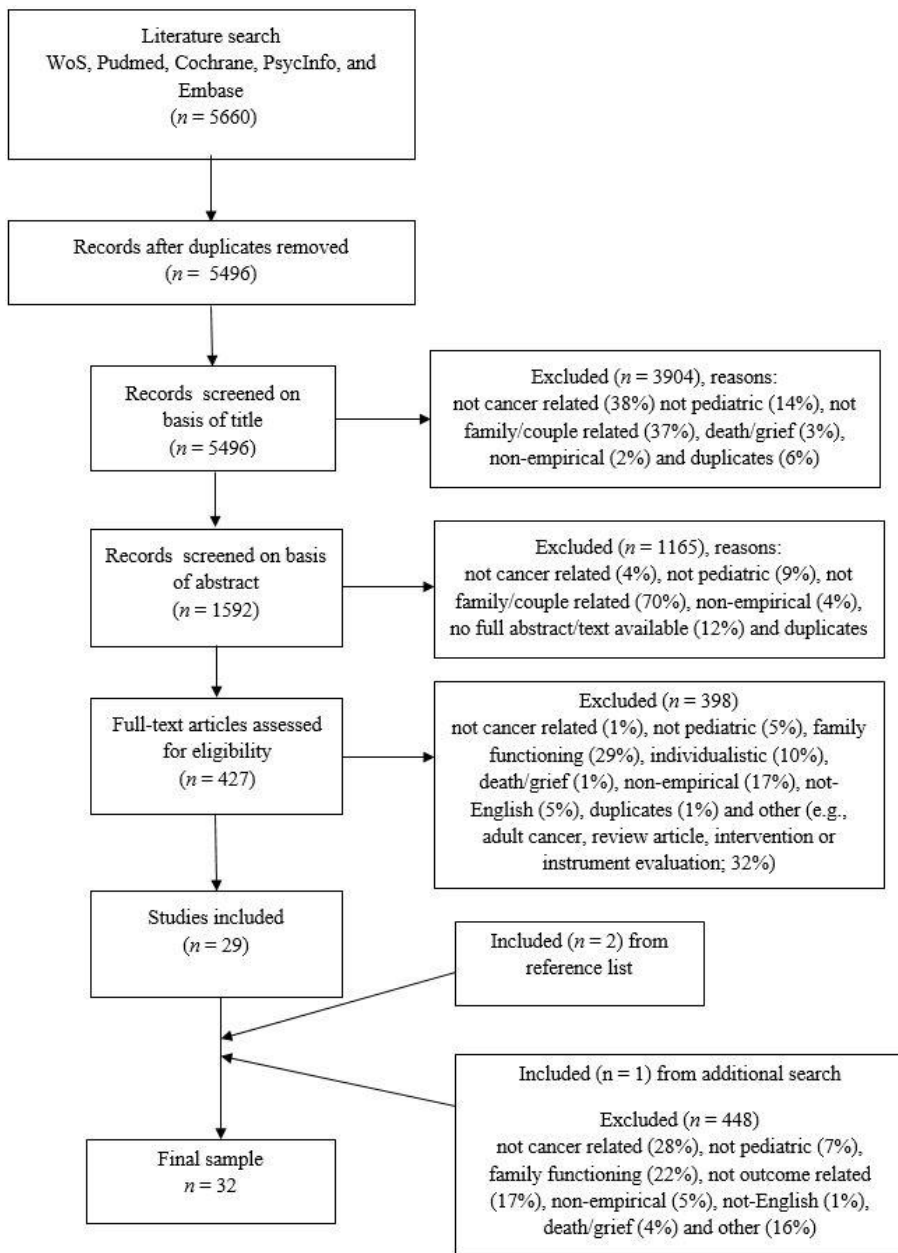 Literature search
WoS, Pudmed, Cochrane, PsycInfo, and
Embase
(n = 5660)
Records after duplicates removed
(n = 5496)
Records screened on
basis of title
(n = 5496)
Excluded (n = 3904), reasons:
not cancer related (38%) not pediatric (14%), not
family/couple related (37%), death/grief (3%),
non-empirical (2%) and duplicates (6%)
Records screened on basis
of abstract
(n = 1592)
Excluded (n = 1165), reasons:
not cancer related (4%), not pediatric (9%), not
family/couple related (70%), non-empirical (4%),
no full abstract/text available (12%) and duplicates
Full-text articles assessed
for eligibility
(n = 427)
Excluded (n = 398)
not cancer related (1%), not pediatric (5%), family
functioning (29%), individualistic (10%),
death/grief (1%), non-empirical (17%), not-
English (5%), duplicates (1%) and other (e.g.,
adult cancer, review article, intervention or
instrument evaluation; 32%)
Studies included
(n = 29)
Included (n = 2) from
reference list
Included (n = 1) from additional search
Excluded (n = 448)
not cancer related (28%), not pediatric (7%),
family functioning (22%), not outcome related
(17%), non-empirical (5%), not-English (1%),
death/grief (4%) and other (16%)
Final sample
n = 32